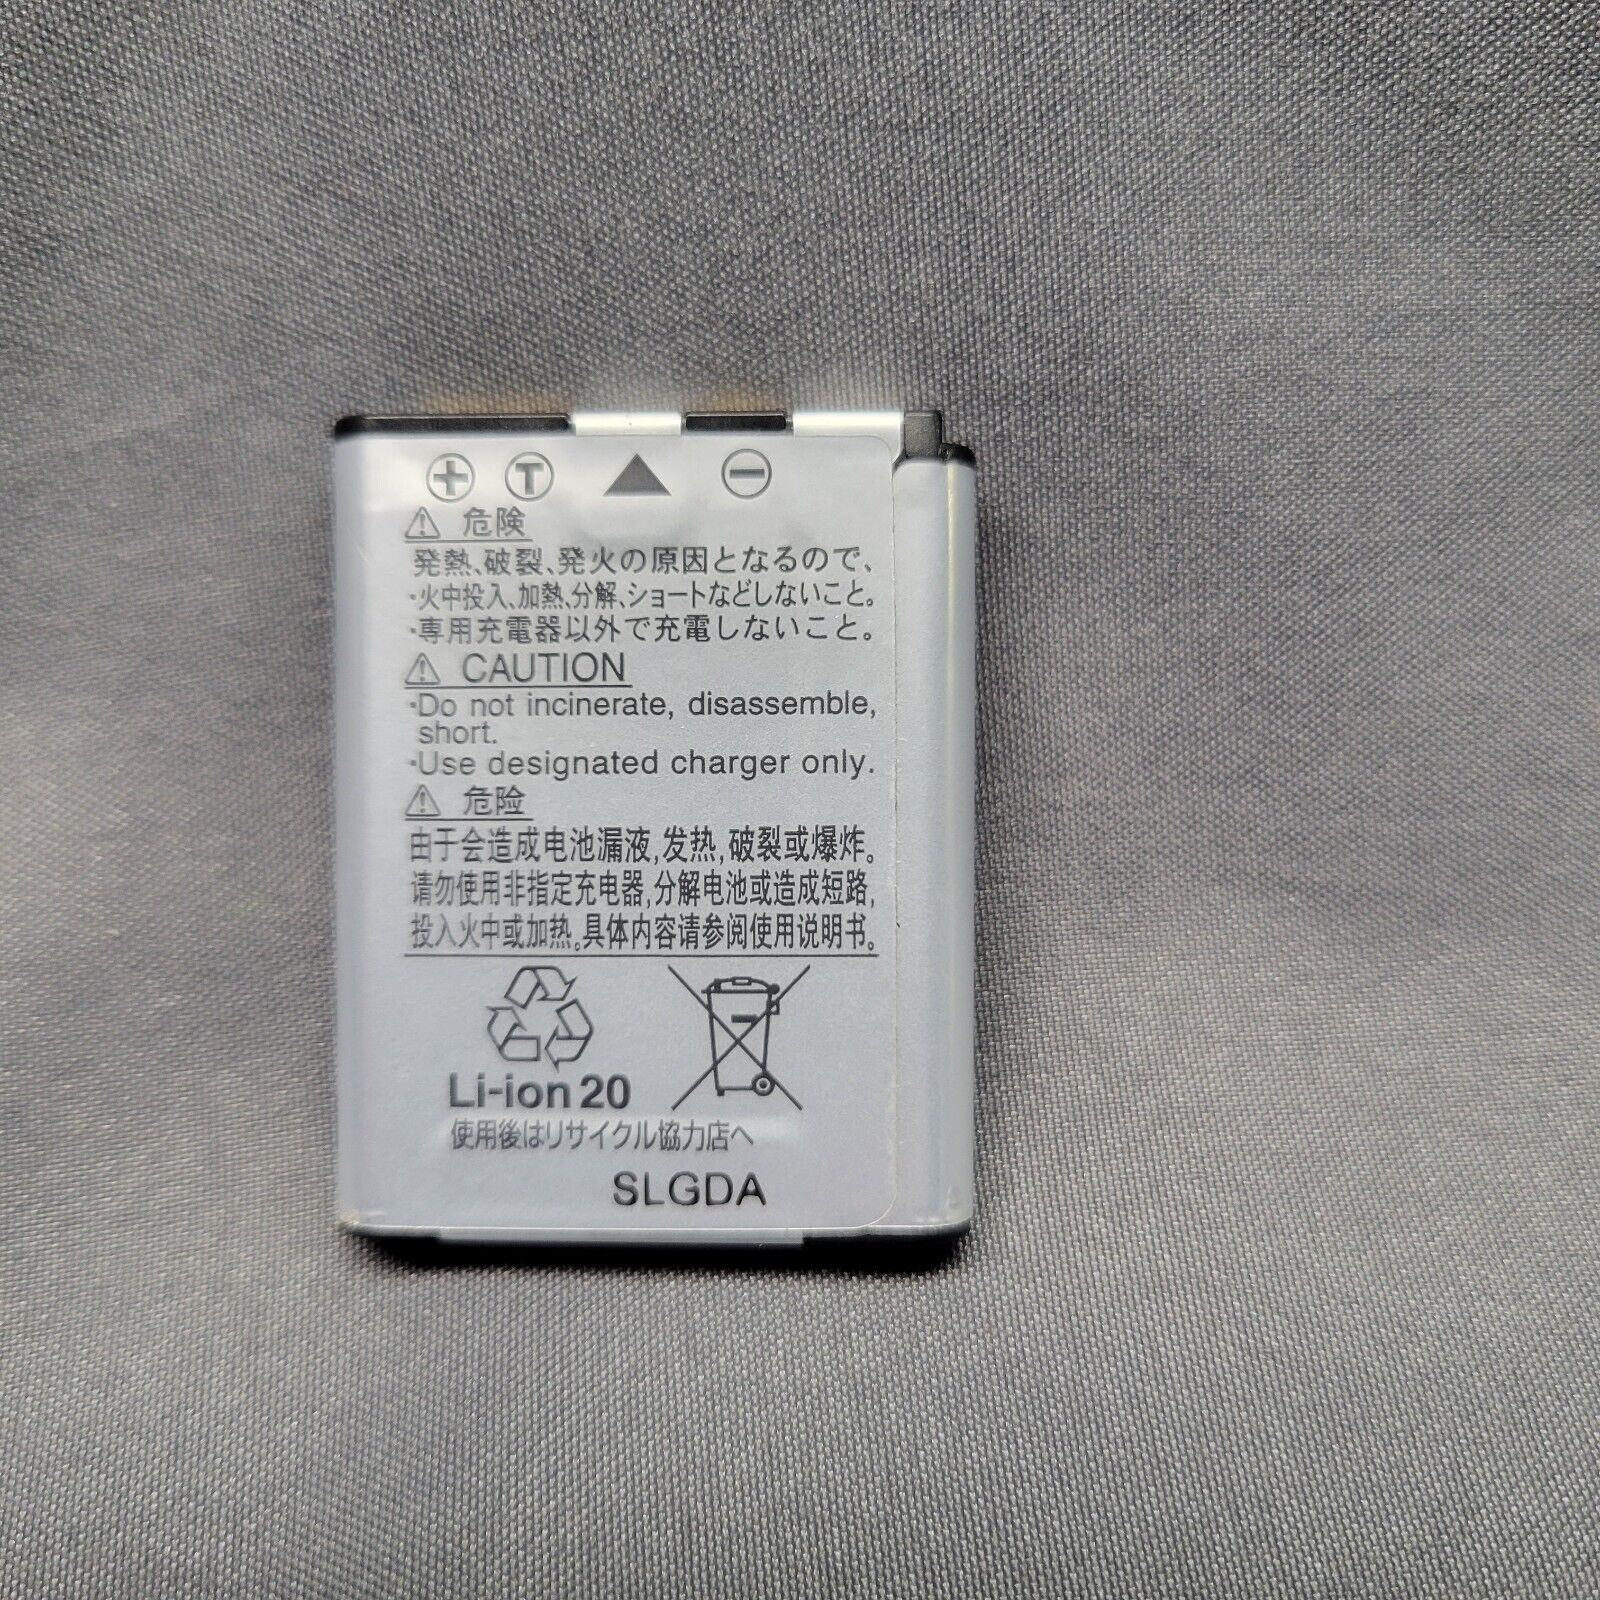 + T ▲ −
⚠ 危険
発熱、破裂、発火の原因となるので、
・火中投入、加熱、分解、ショートなどしないこと。
・専用充電器以外で充電しないこと。
⚠ CAUTION
・Do not incinerate, disassemble,
short.
・Use designated charger only.
⚠ 危险
由于会造成电池漏液,发热,破裂或爆炸。
请勿使用非指定充电器,分解电池或造成短路,
投入火中或加热。具体内容请参阅使用说明书。
Li-ion 20
使用後はリサイクル協力店へ
SLGDA